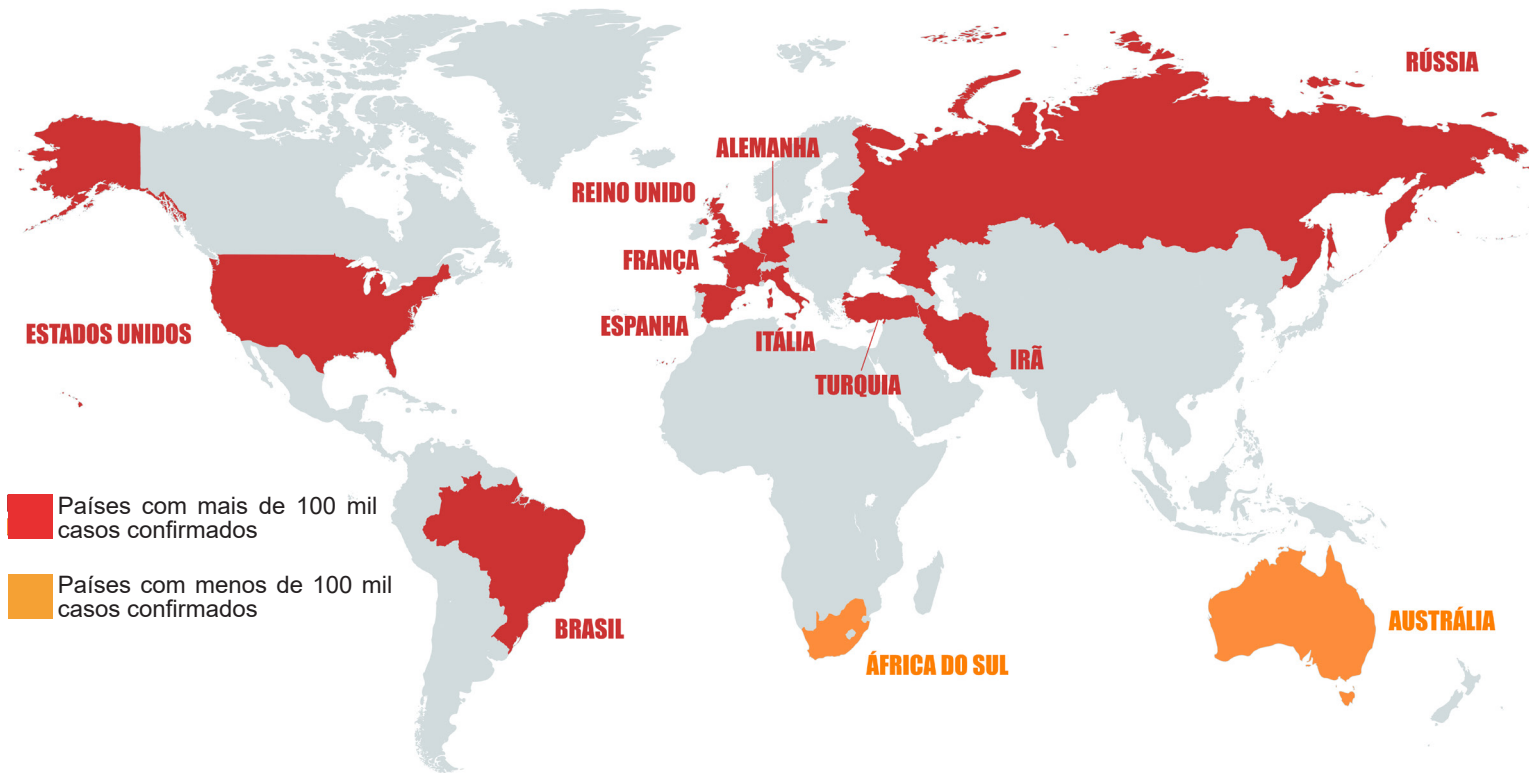 RÚSSIA
ALEMANHA
REINO UNIDO
FRANÇA
ESPANHA
ITÁLIA
ESTADOS UNIDOS
IRÃ
TURQUIA
Países com mais de 100 mil
casos confirmados
Países com menos de 100 mil
casos confirmados
BRASIL
AUSTRÁLIA
ÁFRICA DO SUL